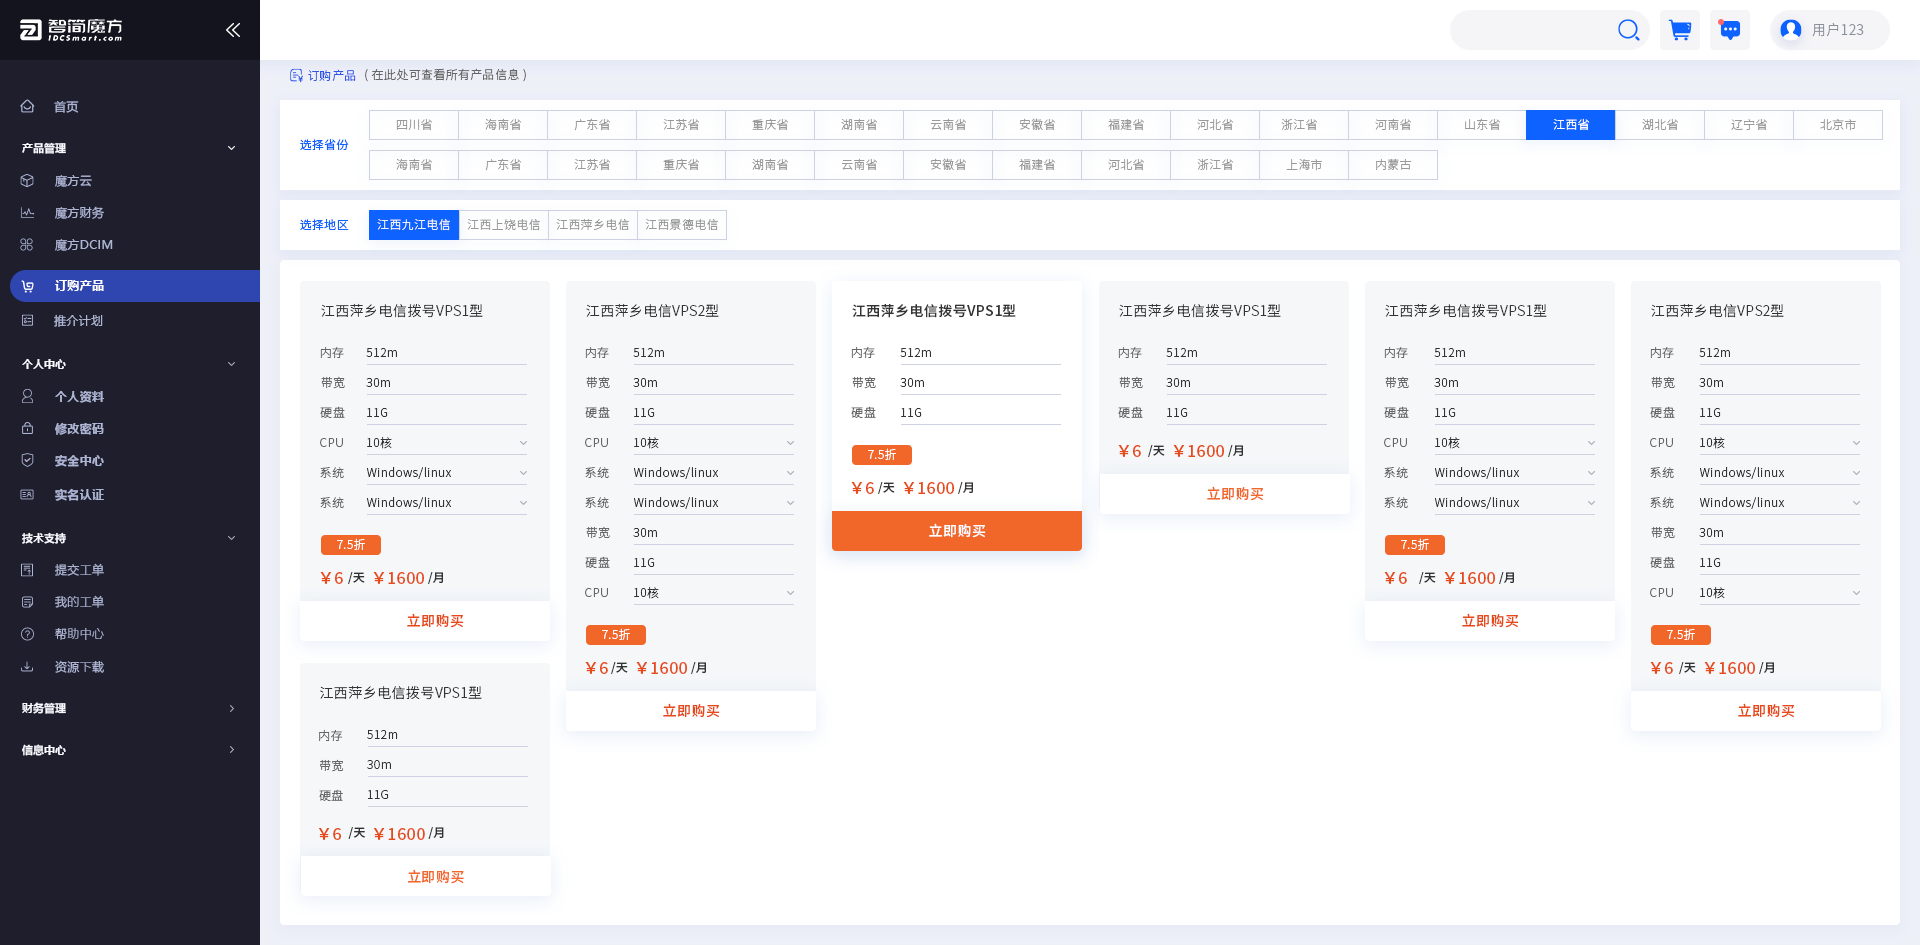 智简魔方
IDCSmart.com
用户123
首页
产品管理
魔方云
魔方财务
魔方DCIM
订购产品
推介计划
个人中心
个人资料
修改密码
安全中心
实名认证
技术支持
提交工单
我的工单
帮助中心
资源下载
财务管理
信息中心
订购产品 ( 在此处可查看所有产品信息 )
选择省份
四川省 海南省 广东省 江苏省 重庆省 湖南省 云南省 安徽省 福建省 河北省 浙江省 河南省 山东省 江西省 湖北省 辽宁省 北京市
海南省 广东省 江苏省 重庆省 湖南省 云南省 安徽省 福建省 河北省 浙江省 上海市 内蒙古
选择地区 江西九江电信 江西上饶电信 江西萍乡电信 江西景德电信
江西萍乡电信拨号VPS1型
内存 512m
带宽 30m
硬盘 11G
CPU 10核
系统 Windows/linux
系统 Windows/linux
7.5折
￥6 /天 ￥1600 /月
立即购买
江西萍乡电信拨号VPS1型
内存 512m
带宽 30m
硬盘 11G
￥6 /天 ￥1600 /月
立即购买
江西萍乡电信VPS2型
内存 512m
带宽 30m
硬盘 11G
CPU 10核
系统 Windows/linux
系统 Windows/linux
带宽 30m
硬盘 11G
CPU 10核
7.5折
￥6 /天 ￥1600 /月
立即购买
江西萍乡电信拨号VPS1型
内存 512m
带宽 30m
硬盘 11G
7.5折
￥6 /天 ￥1600 /月
立即购买
江西萍乡电信拨号VPS1型
内存 512m
带宽 30m
硬盘 11G
￥6 /天 ￥1600 /月
立即购买
江西萍乡电信拨号VPS1型
内存 512m
带宽 30m
硬盘 11G
CPU 10核
系统 Windows/linux
系统 Windows/linux
7.5折
￥6 /天 ￥1600 /月
立即购买
江西萍乡电信VPS2型
内存 512m
带宽 30m
硬盘 11G
CPU 10核
系统 Windows/linux
系统 Windows/linux
带宽 30m
硬盘 11G
CPU 10核
7.5折
￥6 /天 ￥1600 /月
立即购买